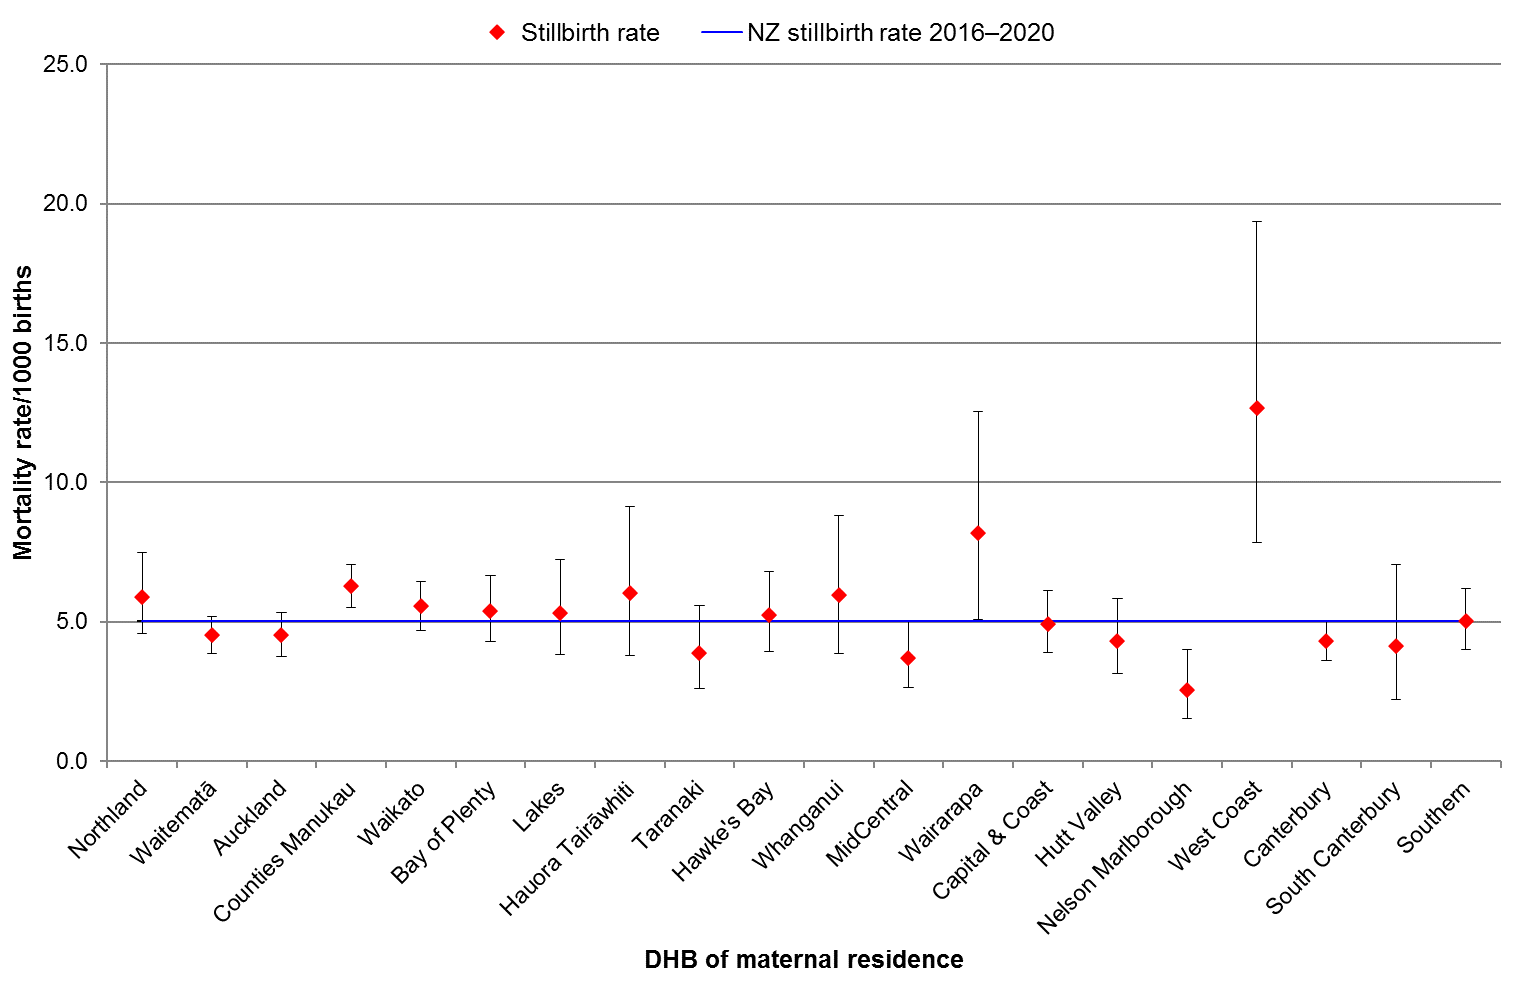 Stillbirth rate NZ stillbirth rate 2016–2020
25.0
20.0
15.0
10.0
5.0
0.0
Mortality rate/1000 births
Northland
Waitematā
Auckland
Counties Manukau
Waikato
Bay of Plenty
Lakes
Hauora Tairāwhiti
Taranaki
Hawke's Bay
Whanganui
MidCentral
Wairarapa
Capital & Coast
Hutt Valley
Nelson Marlborough
West Coast
Canterbury
South Canterbury
Southern
DHB of maternal residence